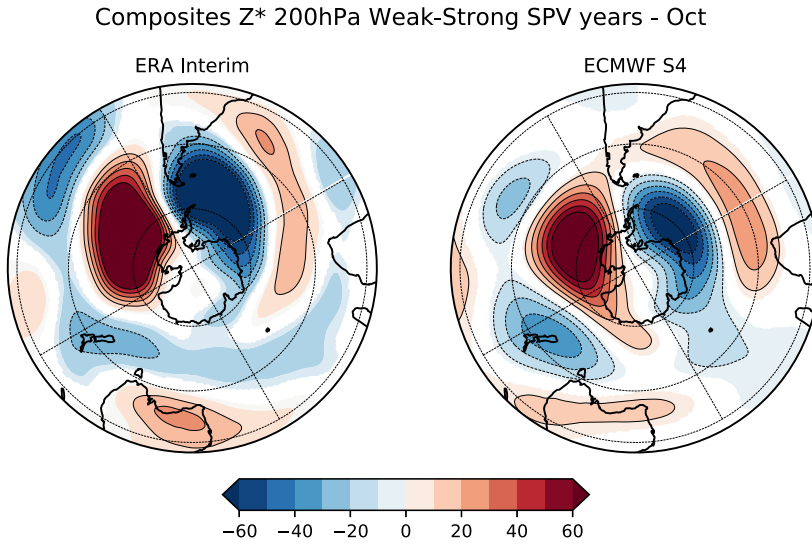 Composites Z* 200hPa Weak-Strong SPV years - Oct
ERA Interim
ECMWF S4
−60 −40 −20 0 20 40 60